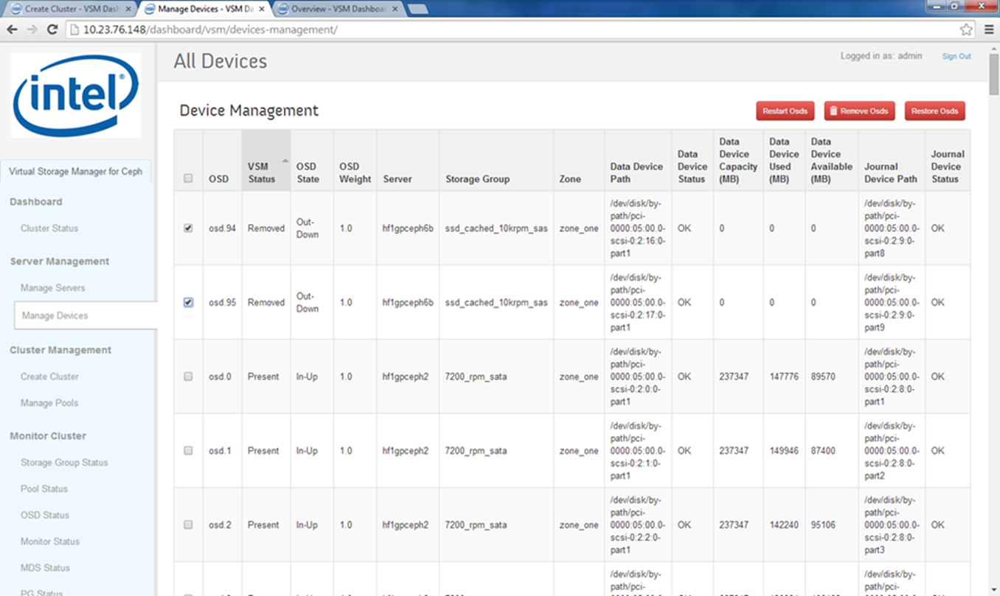 Create Cluster - VSM Dash
Manage Devices - VSM Da
Overview - VSM Dashboar
10.23.76.148/dashboard/vsm/devices-management/
intel
All Devices
Logged in as: admin
Sign Out
Virtual Storage Manager for Ceph
Dashboard
Cluster Status
Server Management
Manage Servers
Manage Devices
Cluster Management
Create Cluster
Manage Pools
Monitor Cluster
Storage Group Status
Pool Status
OSD Status
Monitor Status
MDS Status
PG Status
Device Management
Restart Osds
Remove Osds
Restore Osds
OSD
VSM
Status
OSD
State
OSD
Weight
Server
Storage Group
Zone
Data Device
Path
Data
Device
Status
Data
Device
Capacity
(MB)
Data
Device
Used
(MB)
Data
Device
Available
(MB)
Journal
Device Path
Journal
Device
Status
osd.94
Removed
Out-
Down
1.0
hf1gpceph6b
ssd_cached_10krpm_sas
zone_one
/dev/disk/by-
path/pci-
0000:05:00.0-
scsi-0:2:16:0-
part1
OK
0
0
0
/dev/disk/by-
path/pci-
0000:05:00.0-
scsi-0:2:9:0-
part8
OK
osd.95
Removed
Out-
Down
1.0
hf1gpceph6b
ssd_cached_10krpm_sas
zone_one
/dev/disk/by-
path/pci-
0000:05:00.0-
scsi-0:2:17:0-
part1
OK
0
0
0
/dev/disk/by-
path/pci-
0000:05:00.0-
scsi-0:2:9:0-
part9
OK
osd.0
Present
In-Up
1.0
hf1gpceph2
7200_rpm_sata
zone_one
/dev/disk/by-
path/pci-
0000:05:00.0-
scsi-0:2:0:0-
part1
OK
237347
147776
89570
/dev/disk/by-
path/pci-
0000:05:00.0-
scsi-0:2:8:0-
part1
OK
osd.1
Present
In-Up
1.0
hf1gpceph2
7200_rpm_sata
zone_one
/dev/disk/by-
path/pci-
0000:05:00.0-
scsi-0:2:1:0-
part1
OK
237347
149946
87400
/dev/disk/by-
path/pci-
0000:05:00.0-
scsi-0:2:8:0-
part2
OK
osd.2
Present
In-Up
1.0
hf1gpceph2
7200_rpm_sata
zone_one
/dev/disk/by-
path/pci-
0000:05:00.0-
scsi-0:2:2:0-
part1
OK
237347
142240
95106
/dev/disk/by-
path/pci-
0000:05:00.0-
scsi-0:2:8:0-
part3
OK
/dev/disk/by-
path/pci-
/dev/disk/by-
path/pci-